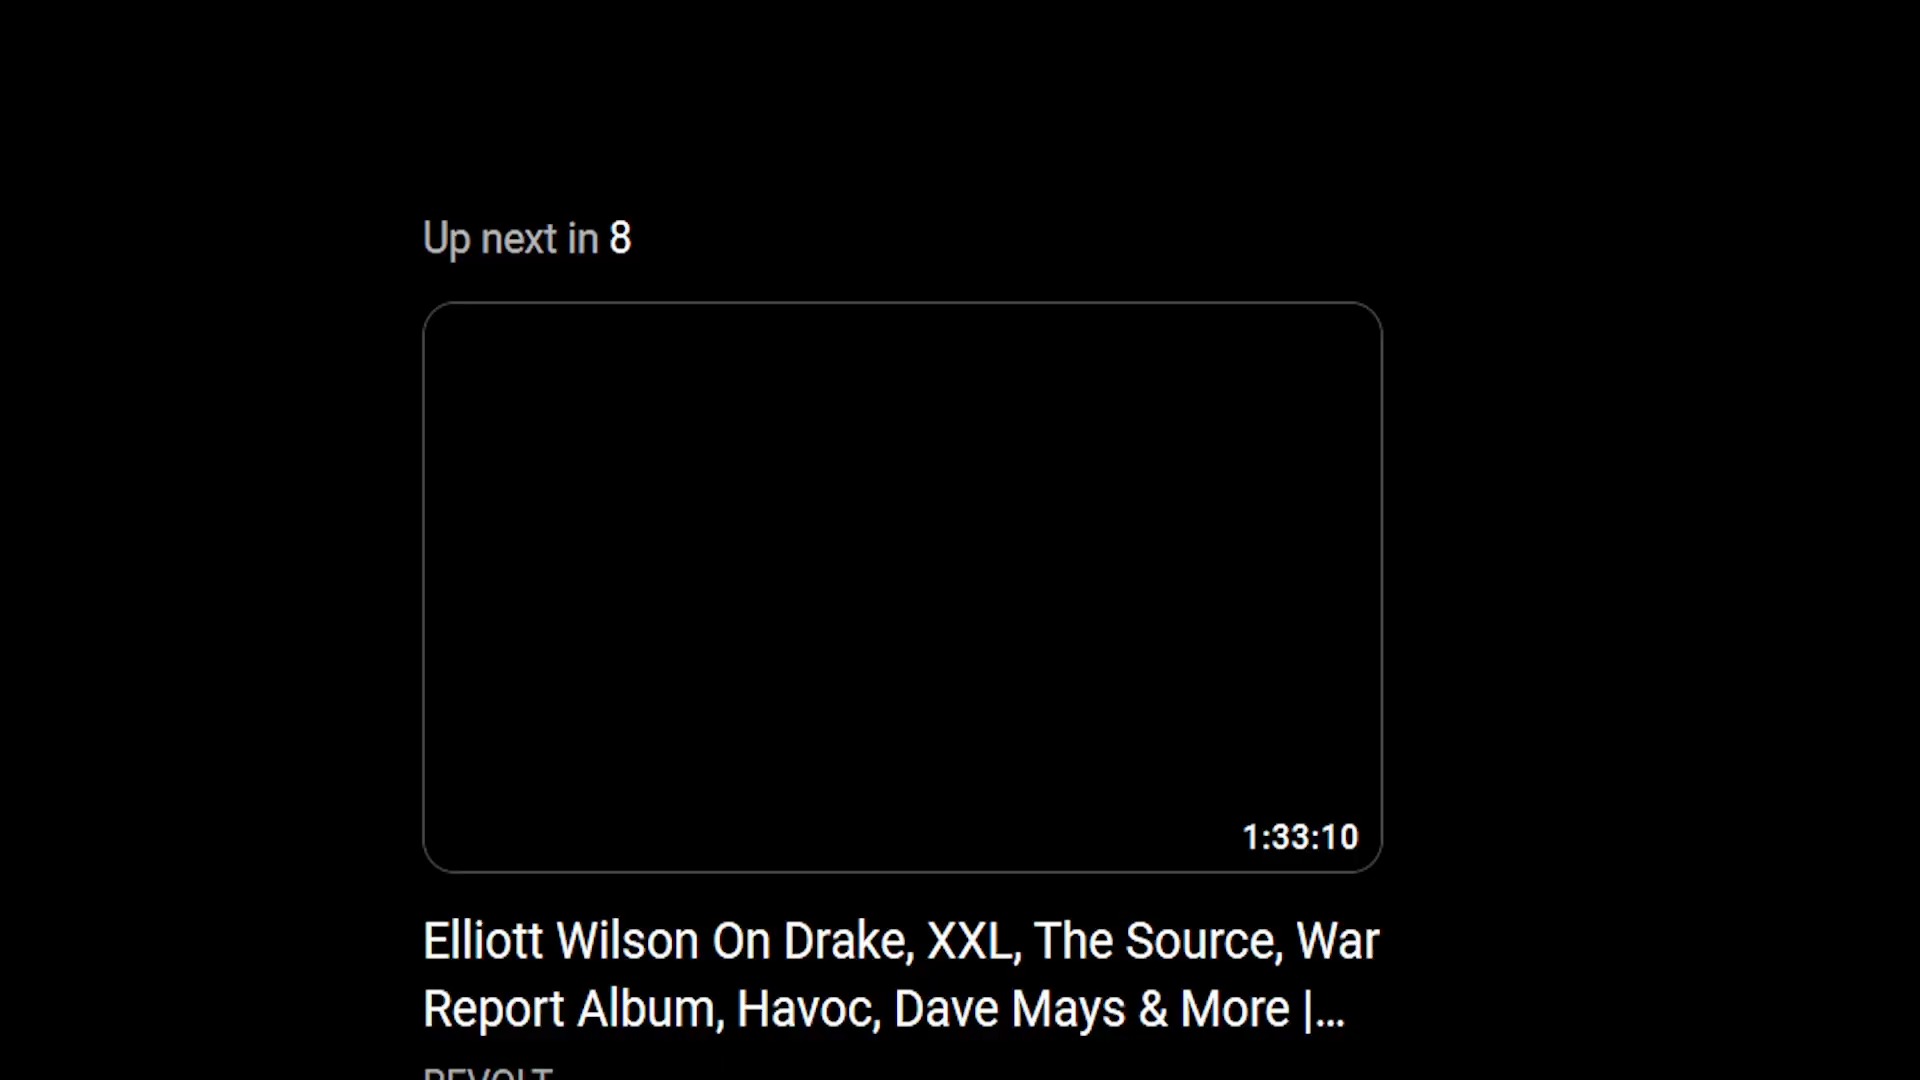 Up next in 8
1:33:10
Elliott Wilson On Drake, XXL, The Source, War
Report Album, Havoc, Dave Mays & More |...
REVOLT